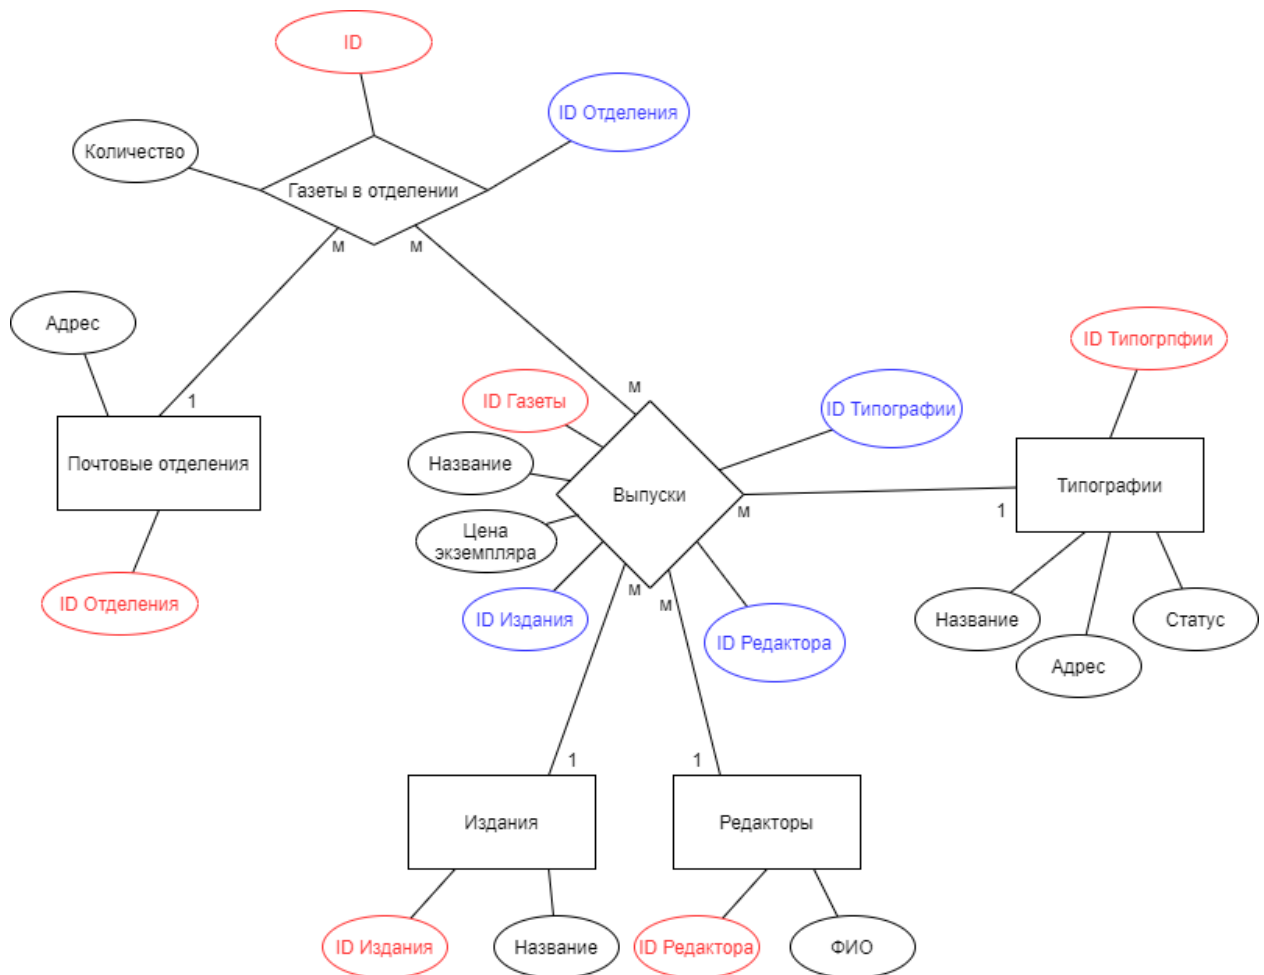 ID
ID Отделения
Количество
Газеты в отделении
м
м
Адрес
1
Почтовые отделения
ID Отделения
м
ID Газеты
Название
Цена
экземпляра
ID Издания
Выпуски
ID Типографии
м
м
м
ID Редактора
ID Типогрпфии
1
Типографии
Название
Адрес
Статус
1
Издания
ID Издания
Название
1
Редакторы
ID Редактора
ФИО